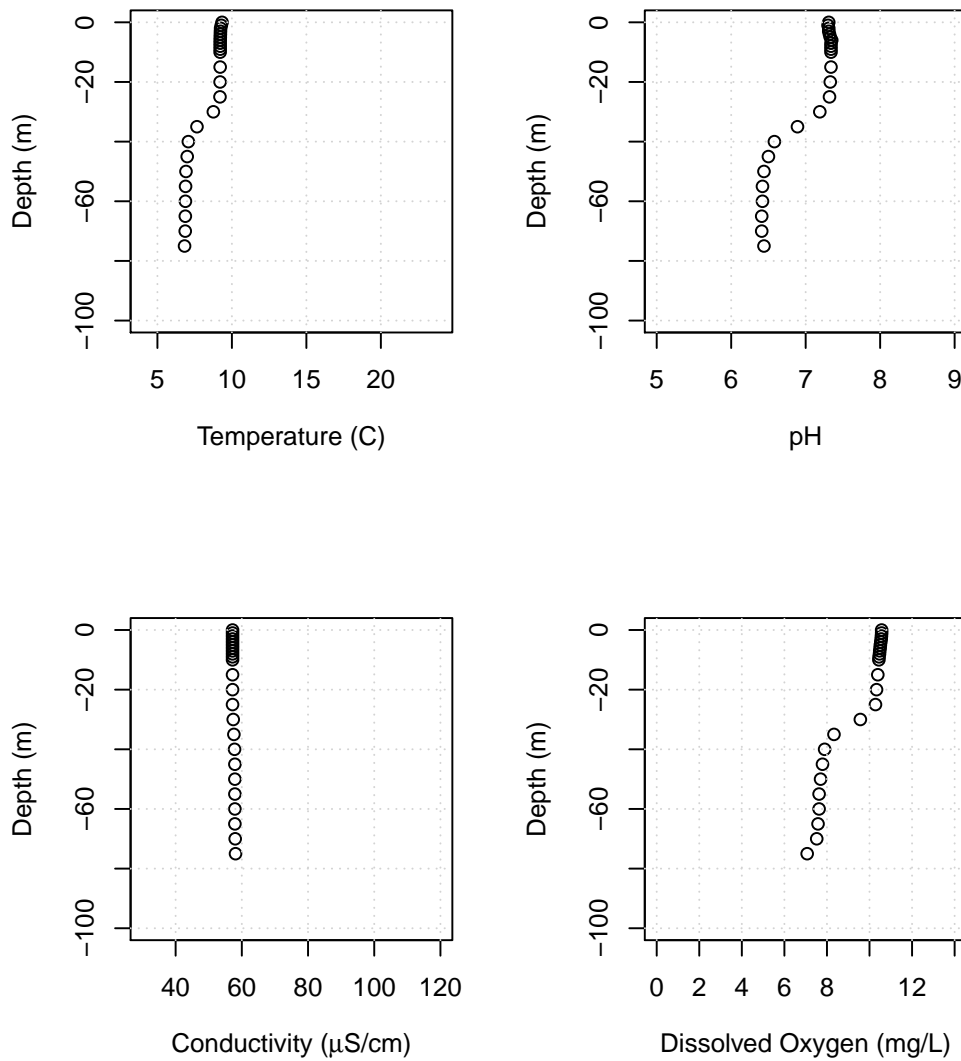 0
−20
−60
−100
Depth (m)
5 10 15 20
Temperature (C)
0
−20
−60
−100
Depth (m)
5 6 7 8 9
pH
0
−20
−60
−100
Depth (m)
40 60 80 100 120
Conductivity (μS/cm)
0
−20
−60
−100
Depth (m)
0 2 4 6 8 12
Dissolved Oxygen (mg/L)